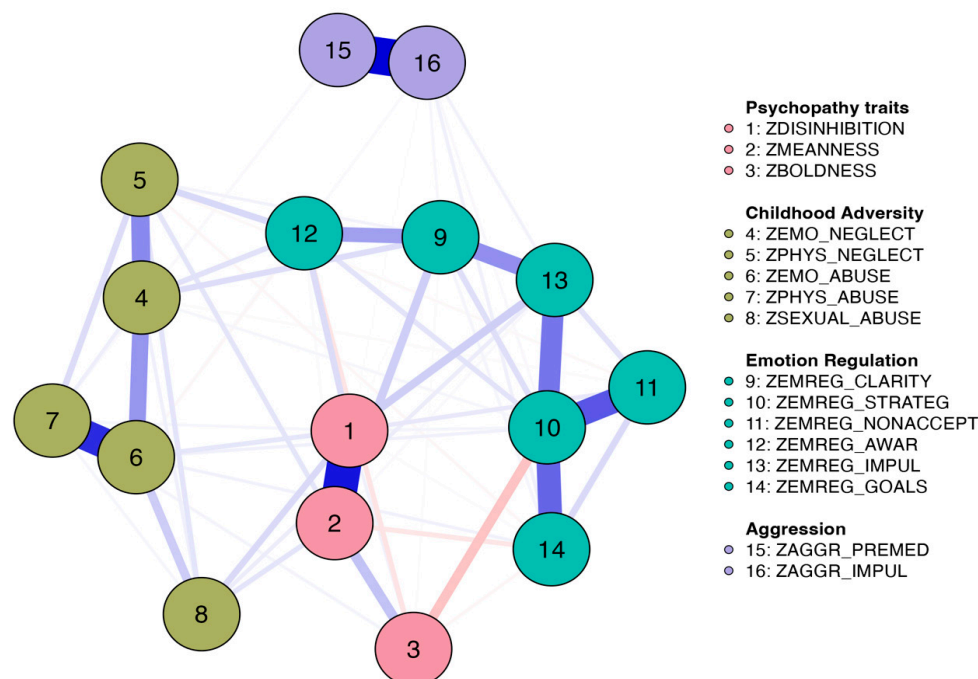 15
16
5
12
9
13
4
11
7
6
1
10
2
14
8
3
Psychopathy traits
1: ZDISINHIBITION
2: ZMEANNESS
3: ZBOLDNESS
Childhood Adversity
4: ZEMO_NEGLECT
5: ZPHYS_NEGLECT
6: ZEMO_ABUSE
7: ZPHYS_ABUSE
8: ZSEXUAL_ABUSE
Emotion Regulation
9: ZEMREG_CLARITY
10: ZEMREG_STRATEG
11: ZEMREG_NONACCEPT
12: ZEMREG_AWAR
13: ZEMREG_IMPUL
14: ZEMREG_GOALS
Aggression
15: ZAGGR_PREMED
16: ZAGGR_IMPUL